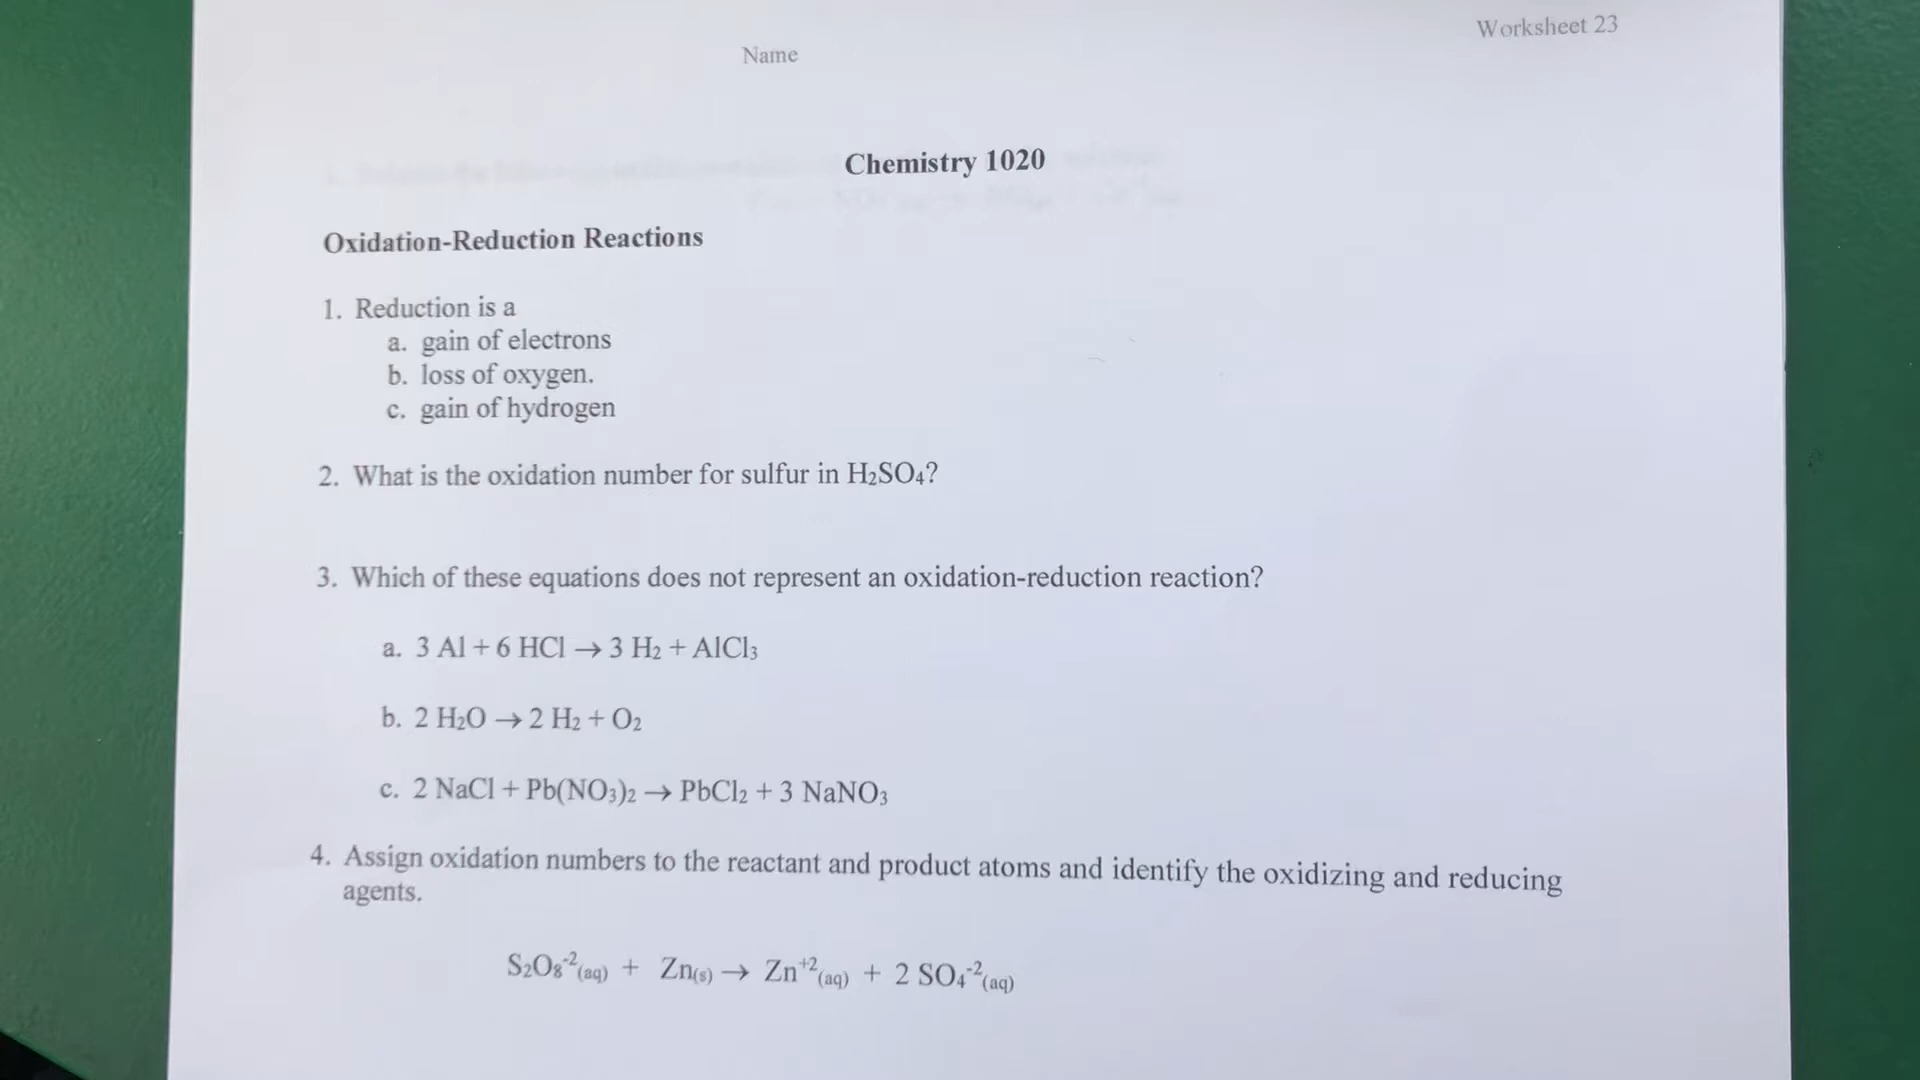 Worksheet 23
Name
Chemistry 1020
Oxidation-Reduction Reactions
1. Reduction is a
a. gain of electrons
b. loss of oxygen.
c. gain of hydrogen
2. What is the oxidation number for sulfur in H₂SO₄?
3. Which of these equations does not represent an oxidation-reduction reaction?
a. 3 Al + 6 HCl → 3 H₂ + AlCl₃
b. 2 H₂O → 2 H₂ + O₂
c. 2 NaCl + Pb(NO₃)₂ → PbCl₂ + 3 NaNO₃
4. Assign oxidation numbers to the reactant and product atoms and identify the oxidizing and reducing
agents.
S₂O₈⁻²(aq) + Zn(s) → Zn⁺²(aq) + 2 SO₄⁻²(aq)